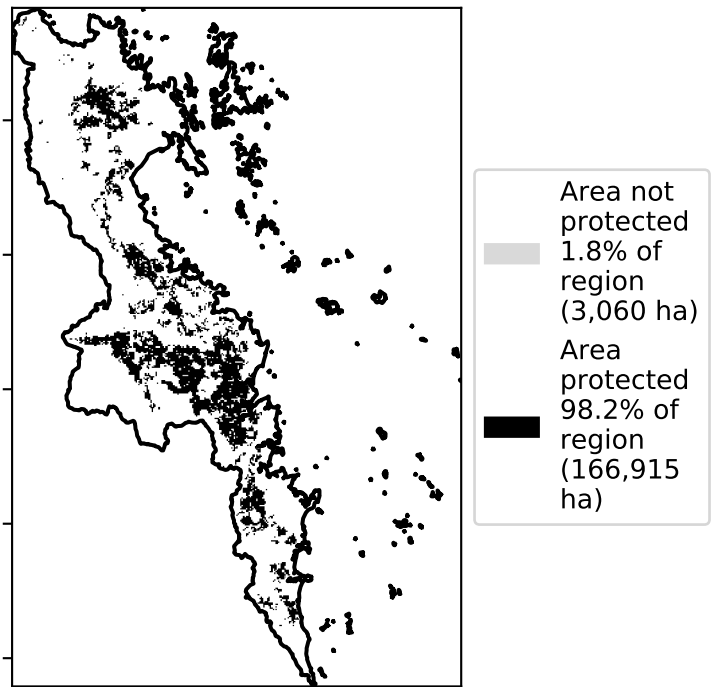 Area not
protected
1.8% of
region
(3,060 ha)
Area
protected
98.2% of
region
(166,915
ha)